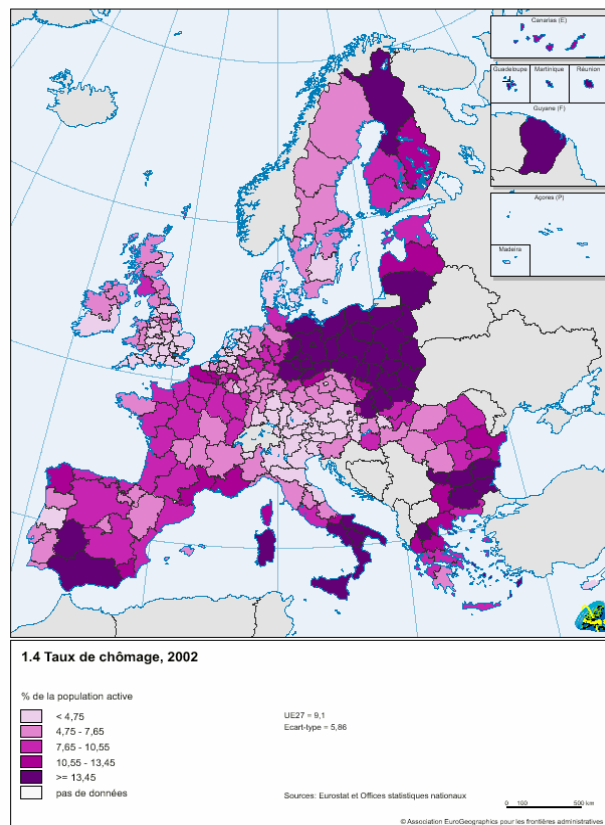 Canarias (E)
Guadeloupe Martinique Réunion
Guyane (F)
Açores (P)
Madeira
1.4 Taux de chômage, 2002
% de la population active
< 4,75
4,75 - 7,65
7,65 - 10,55
10,55 - 13,45
>= 13,45
pas de données
UE27 = 9,1
Ecart-type = 5,86
Sources: Eurostat et Offices statistiques nationaux
0 100 500 km
© Association EuroGeographics pour les frontières administratives